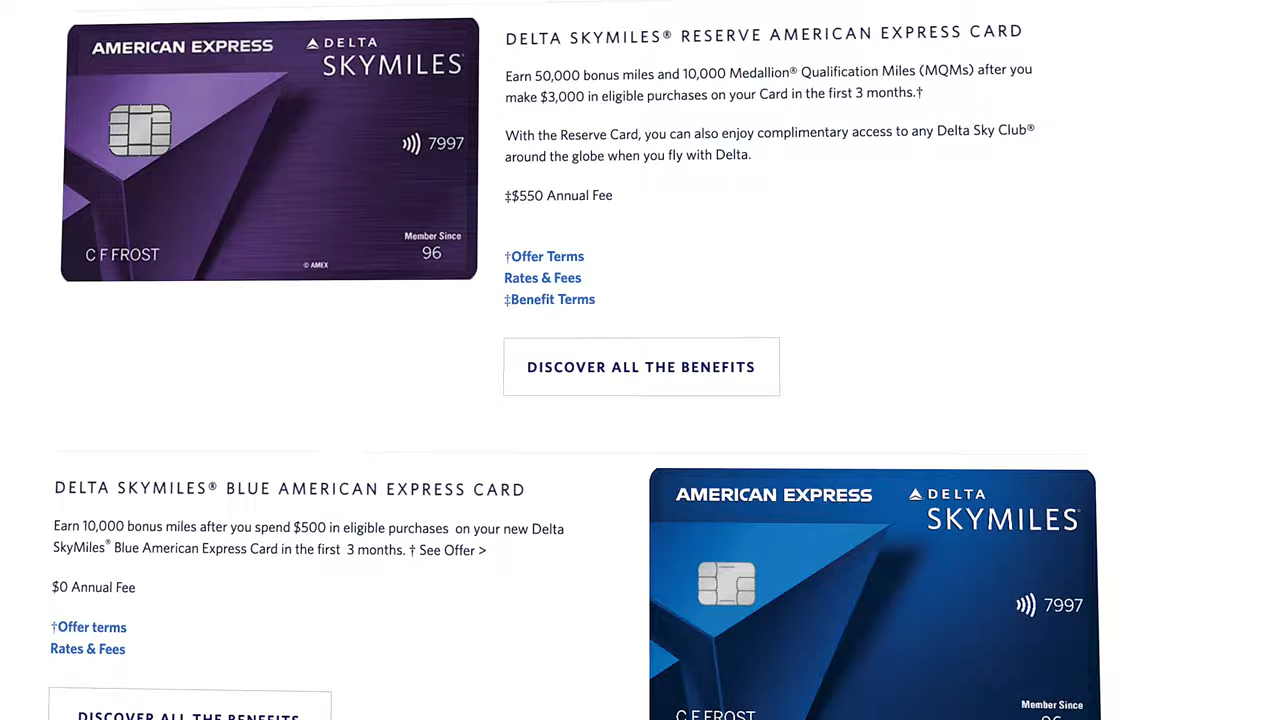 AMERICAN EXPRESS
DELTA
SKYMILES®
7997
Member Since
96
C F FROST
© AMEX
DELTA SKYMILES® RESERVE AMERICAN EXPRESS CARD
Earn 50,000 bonus miles and 10,000 Medallion® Qualification Miles (MQMs) after you
make $3,000 in eligible purchases on your Card in the first 3 months.†
With the Reserve Card, you can also enjoy complimentary access to any Delta Sky Club®
around the globe when you fly with Delta.
‡$550 Annual Fee
†Offer Terms
Rates & Fees
‡Benefit Terms
DISCOVER ALL THE BENEFITS
DELTA SKYMILES® BLUE AMERICAN EXPRESS CARD
Earn 10,000 bonus miles after you spend $500 in eligible purchases on your new Delta
SkyMiles® Blue American Express Card in the first 3 months. † See Offer >
$0 Annual Fee
†Offer terms
Rates & Fees
DISCOVER ALL THE BENEFITS
AMERICAN EXPRESS
DELTA
SKYMILES®
7997
Member Since
96
C F FROST